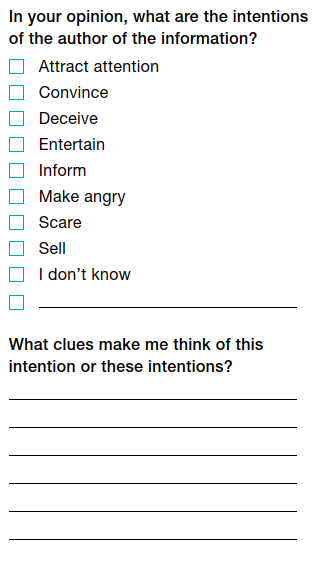 In your opinion, what are the intentions
of the author of the information?
Attract attention
Convince
Deceive
Entertain
Inform
Make angry
Scare
Sell
I don’t know
What clues make me think of this
intention or these intentions?